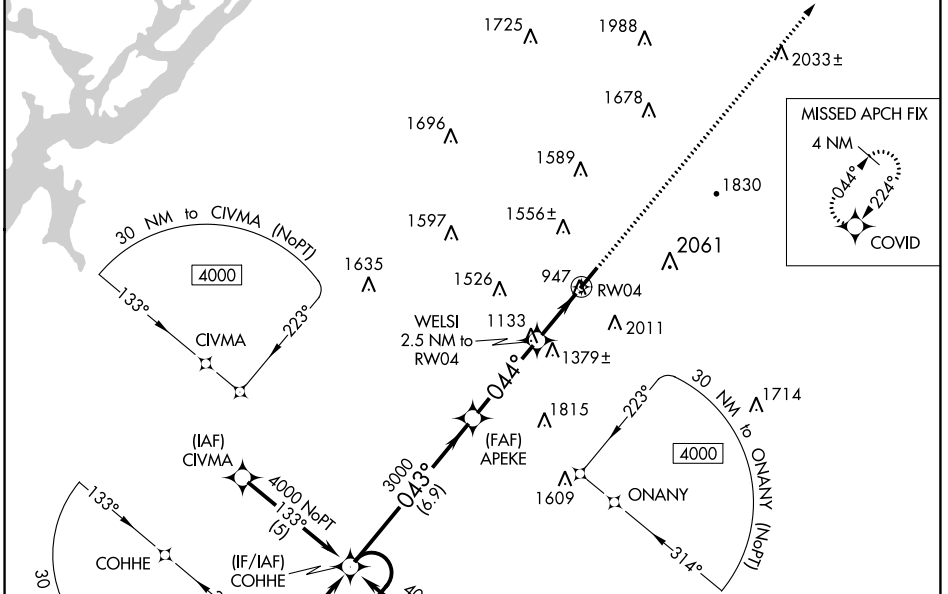 1725
1988
2033±
1678
MISSED APCH FIX
4 NM
044°
224°
COVID
1696
1589
1830
30 NM to CIVMA (NoPT)
4000
133°
223°
CIVMA
1597
1556±
1635
1526
947
RW04
2061
WELSI
2.5 NM to
RW04
1133
2011
1379±
044°
1815
(FAF)
APEKE
30 NM to ONANY (NoPT)
4000
223°
1714
1609
ONANY
314°
(IAF)
CIVMA
4000 NoPT
133°
(5)
3000
043°
(6.9)
133°
COHHE
30
(IF/IAF)
COHHE